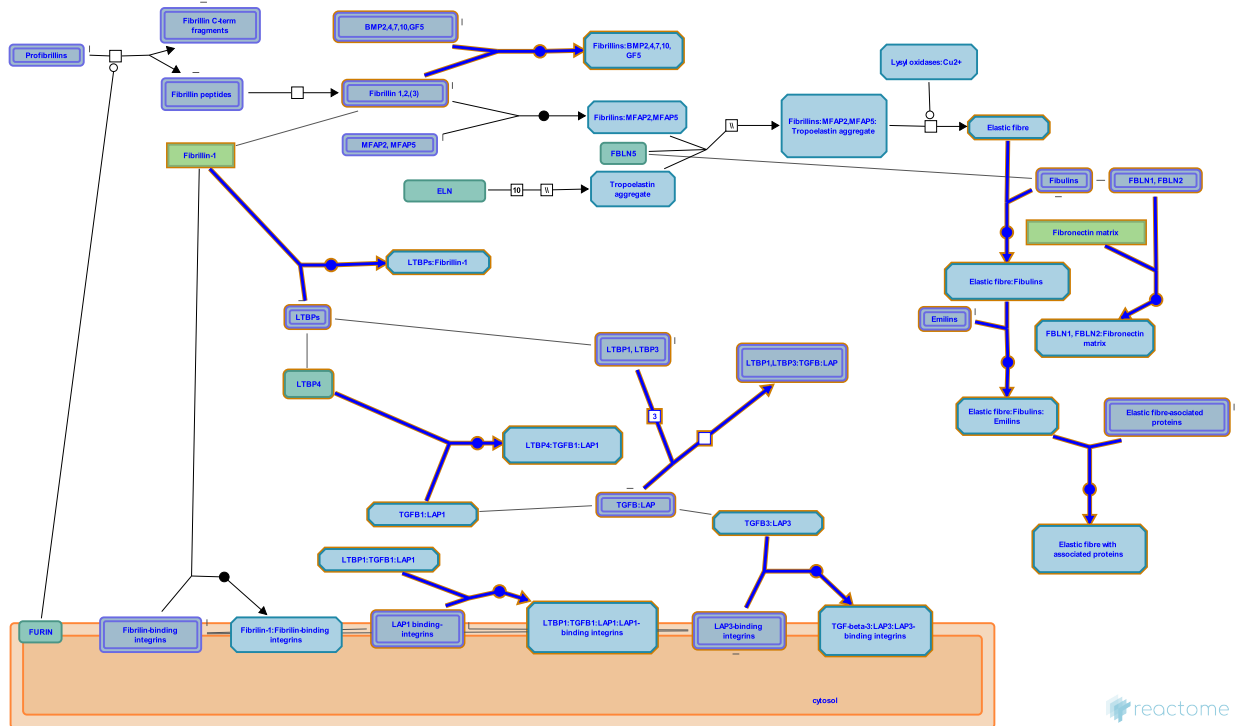 Fibrillin C-term
fragments
Profibrillins
Fibrillin peptides
BMP2,4,7,10,GF5
Fibrillins:BMP2,4,7,10,
GF5
Fibrillin 1,2,(3)
MFAP2, MFAP5
Fibrilins:MFAP2,MFAP5
FBLN5
ELN
10
\\
Tropoelastin
aggregate
\\
Fibrillins:MFAP2,MFAP5:
Tropoelastin aggregate
Lysyl oxidases:Cu2+
Elastic fibre
Fibrillin-1
Fibulins
FBLN1, FBLN2
Fibronectin matrix
LTBPs:Fibrillin-1
Elastic fibre:Fibulins
LTBPs
Emilins
FBLN1, FBLN2:Fibronectin
matrix
LTBP1, LTBP3
LTBP1,LTBP3:TGFB:LAP
LTBP4
3
Elastic fibre:Fibulins:
Emilins
Elastic fibre-asociated
proteins
LTBP4:TGFB1:LAP1
TGFB1:LAP1
TGFB:LAP
TGFB3:LAP3
Elastic fibre with
associated proteins
LTBP1:TGFB1:LAP1
FURIN
Fibrillin-binding
integrins
Fibrilin-1:Fibrilin-binding
integrins
LAP1 binding-
integrins
LTBP1:TGFB1:LAP1:LAP1-
binding integrins
LAP3-binding
integrins
TGF-beta-3:LAP3:LAP3-
binding integrins
cytosol
reactome